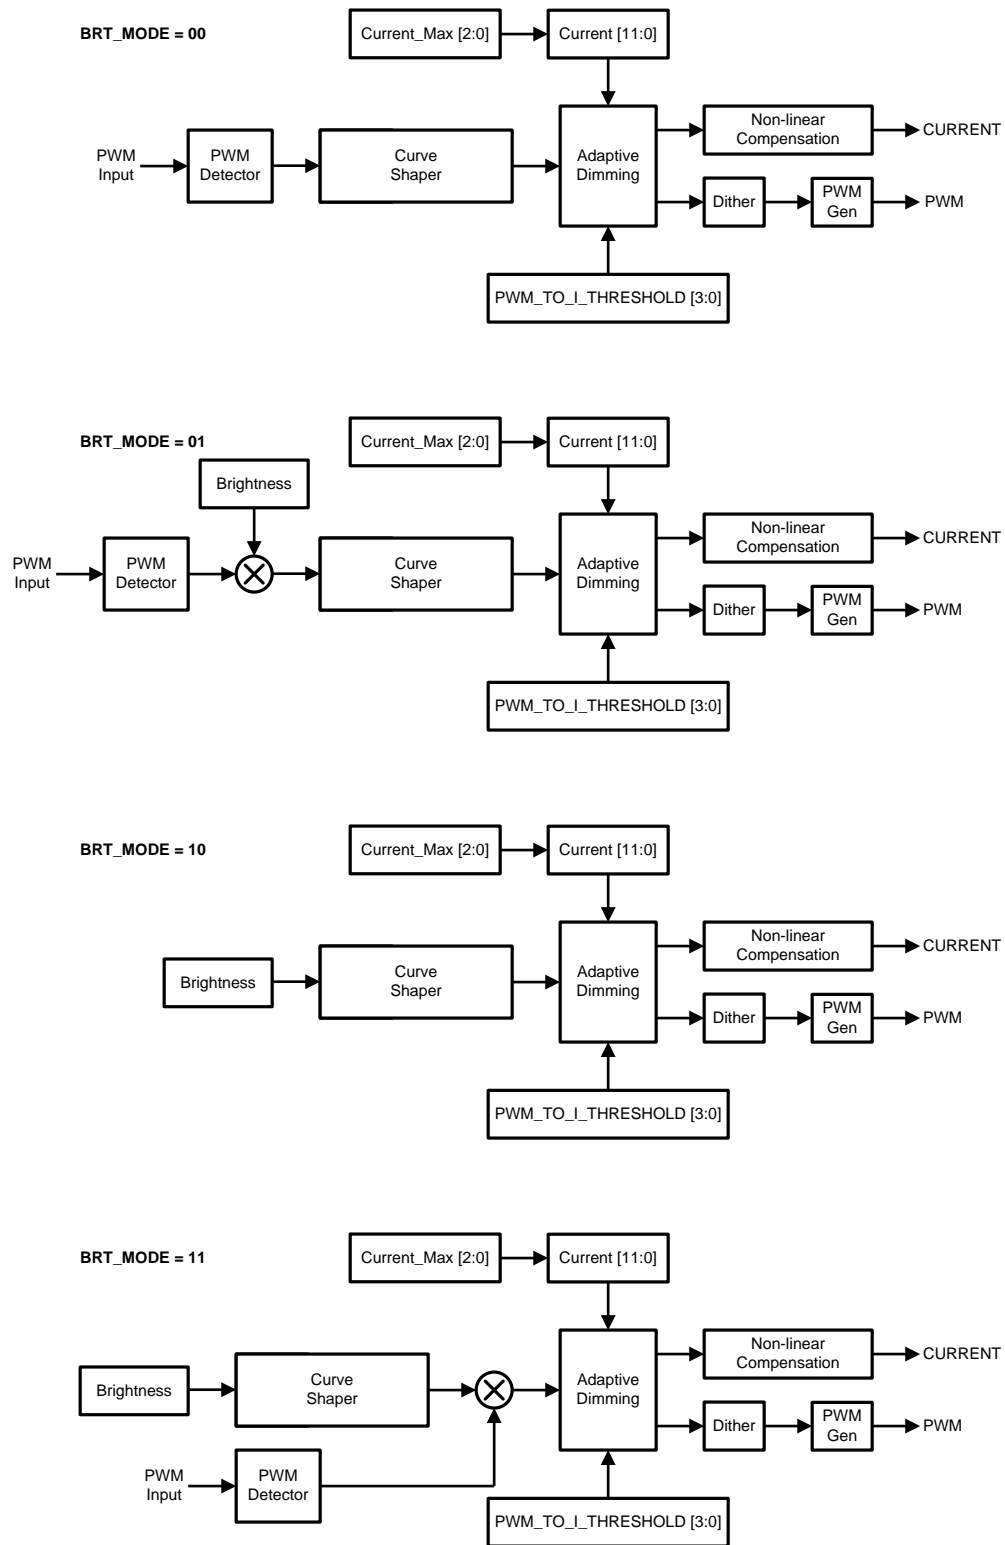 BRT_MODE = 00
Current_Max [2:0]
Current [11:0]
PWM
Input
PWM
Detector
Curve
Shaper
Adaptive
Dimming
Non-linear
Compensation
CURRENT
Dither
PWM
Gen
PWM
PWM_TO_I_THRESHOLD [3:0]
BRT_MODE = 01
Current_Max [2:0]
Current [11:0]
Brightness
PWM
Input
PWM
Detector
Curve
Shaper
Adaptive
Dimming
Non-linear
Compensation
CURRENT
Dither
PWM
Gen
PWM
PWM_TO_I_THRESHOLD [3:0]
BRT_MODE = 10
Current_Max [2:0]
Current [11:0]
Brightness
Curve
Shaper
Adaptive
Dimming
Non-linear
Compensation
CURRENT
Dither
PWM
Gen
PWM
PWM_TO_I_THRESHOLD [3:0]
BRT_MODE = 11
Current_Max [2:0]
Current [11:0]
Brightness
Curve
Shaper
Adaptive
Dimming
Non-linear
Compensation
CURRENT
Dither
PWM
Gen
PWM
PWM
Input
PWM
Detector
PWM_TO_I_THRESHOLD [3:0]